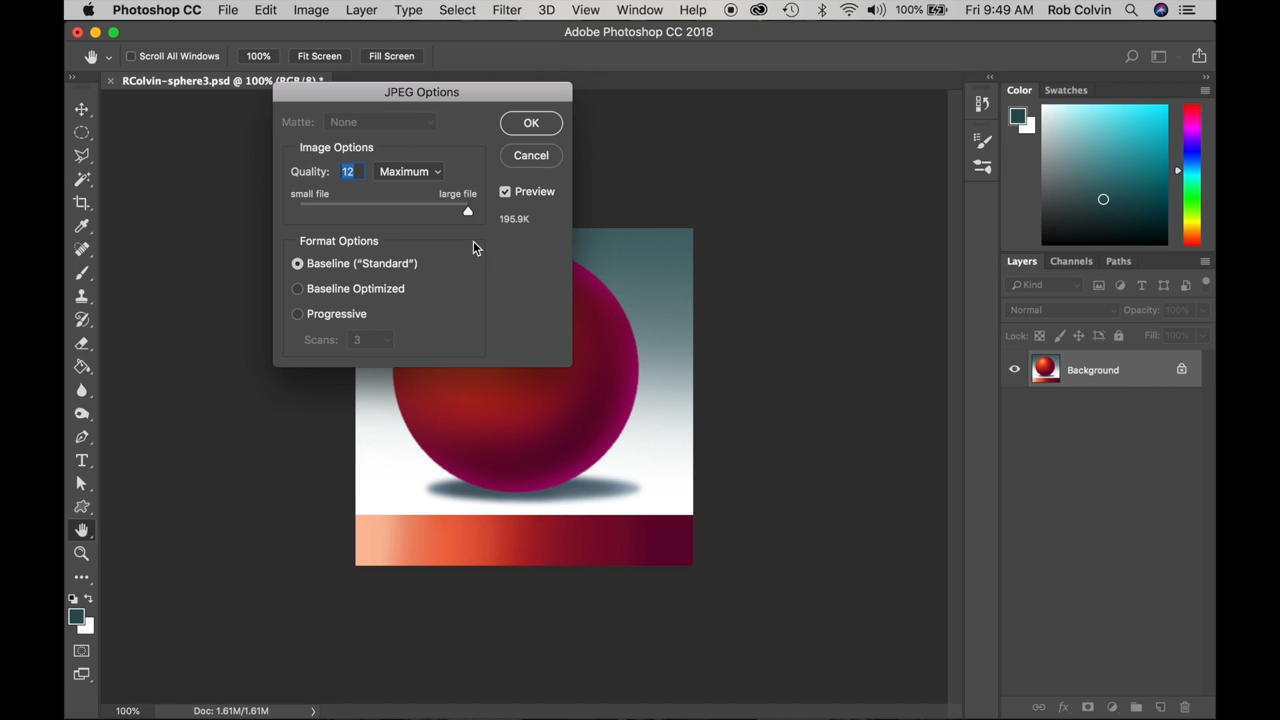 Photoshop CC File Edit Image Layer Type Select Filter 3D View Window Help 100% Fri 9:49 AM Rob Colvin
Adobe Photoshop CC 2018
Scroll All Windows 100% Fit Screen Fill Screen
RColvin-sphere3.psd @ 100% (RGB/8) *
JPEG Options
Matte: None
OK
Image Options
Cancel
Quality: 12 Maximum
small file large file
Preview
195.9K
Format Options
Baseline (“Standard”)
Baseline Optimized
Progressive
Scans: 3
Color Swatches
Layers Channels Paths
Kind
Normal Opacity: 100%
Lock: Fill: 100%
Background
100% Doc: 1.61M/1.61M